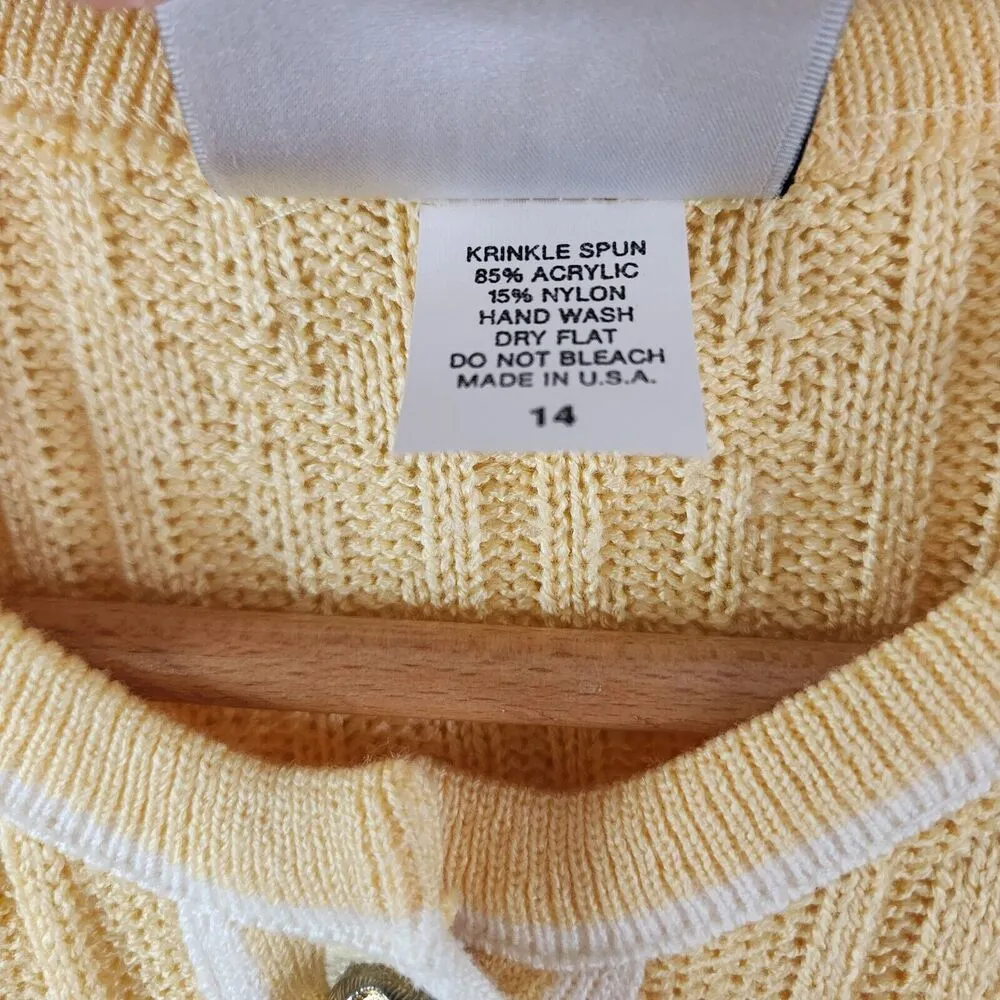 KRINKLE SPUN
85% ACRYLIC
15% NYLON
HAND WASH
DRY FLAT
DO NOT BLEACH
MADE IN U.S.A.
14